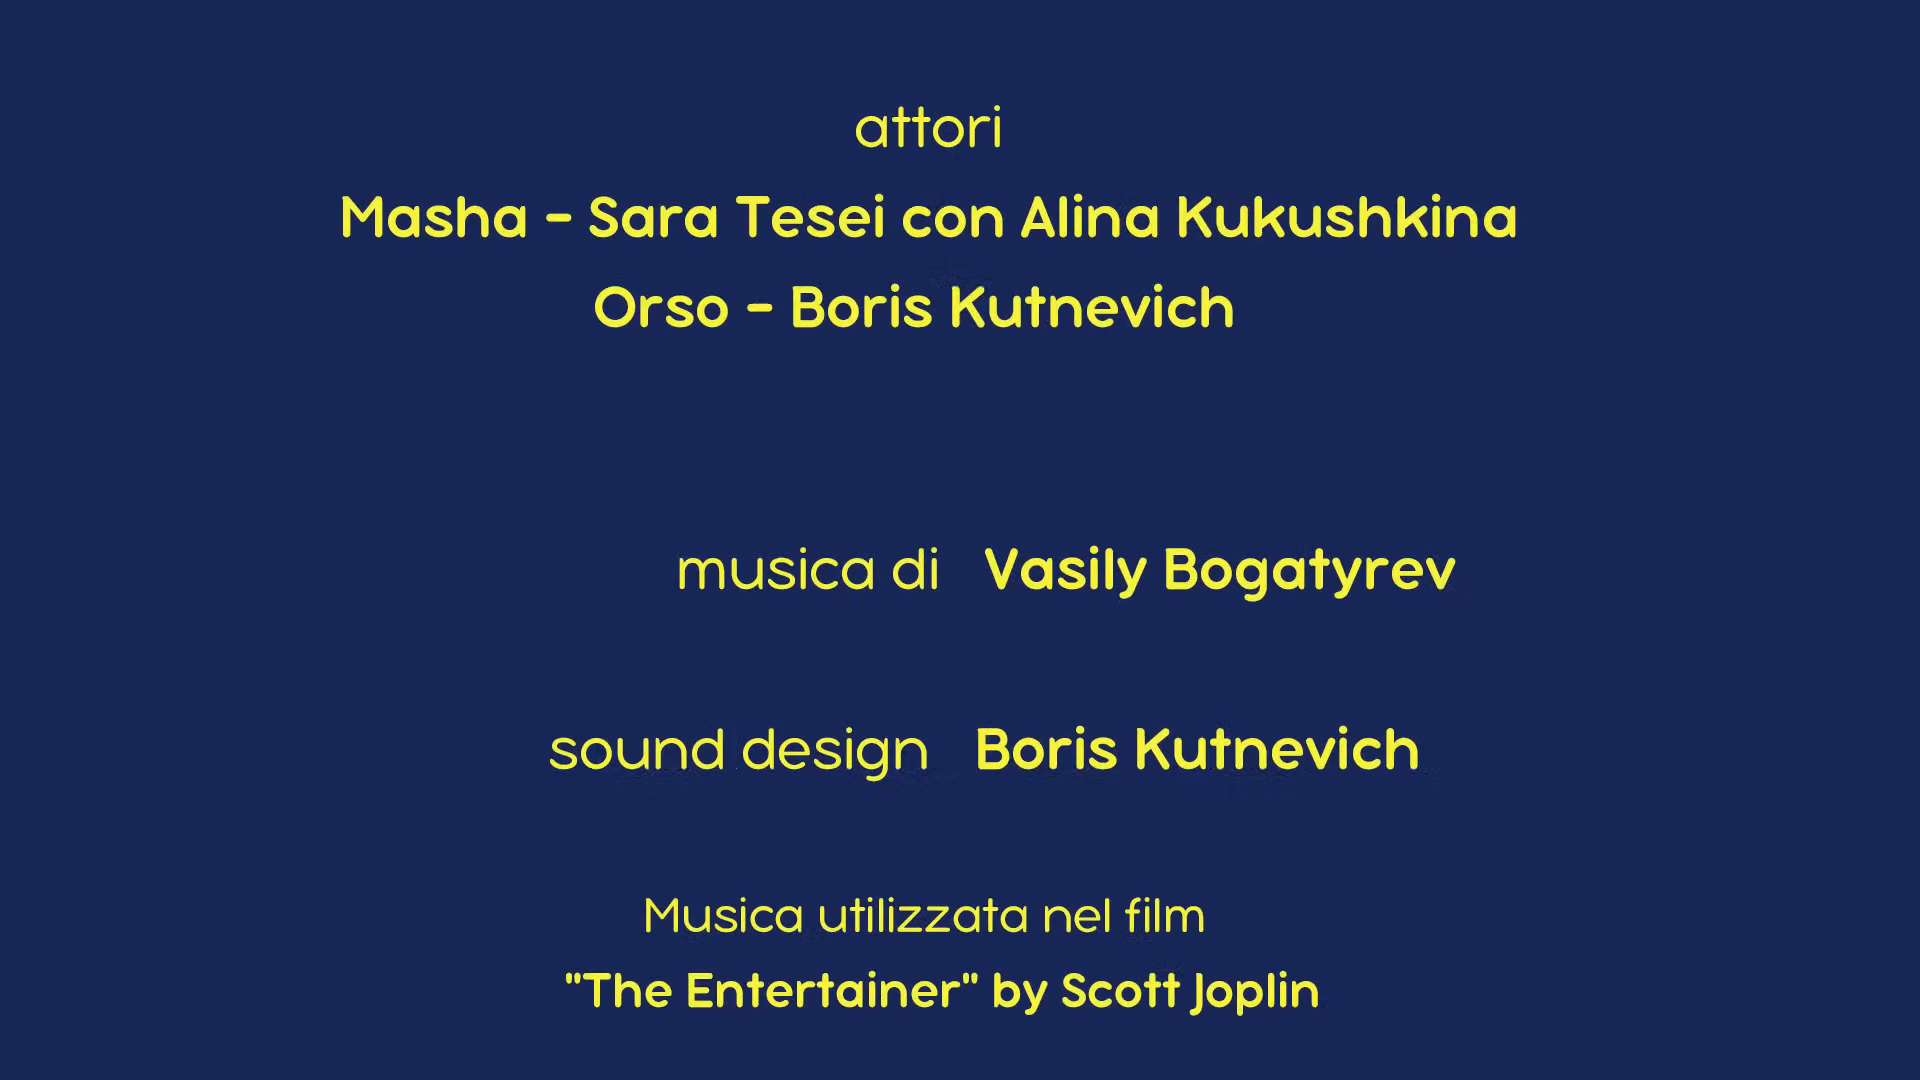 attori
Masha - Sara Tesei con Alina Kukushkina
Orso - Boris Kutnevich
musica di Vasily Bogatyrev
sound design Boris Kutnevich
Musica utilizzata nel film
"The Entertainer" by Scott Joplin